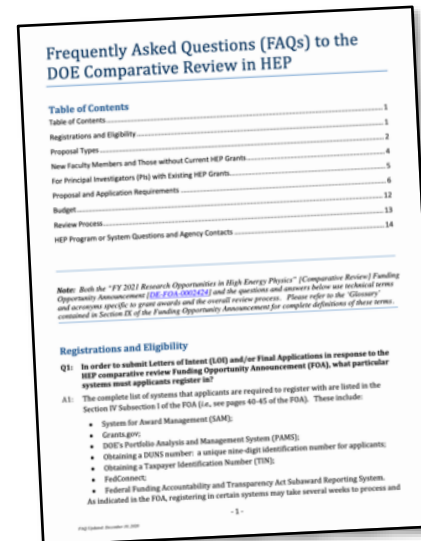 Frequently Asked Questions (FAQs) to the
DOE Comparative Review in HEP
Table of Contents
Table of Contents 1
Registrations and Eligibility 1
Proposal Types 2
New Faculty Members and Those without Current HEP Grants 4
For Principal Investigators (PIs) with Existing HEP Grants 5
Proposal and Application Requirements 6
Budget 12
Review Process 13
HEP Program or System Questions and Agency Contacts 14
Note: Both the "FY 2021 Research Opportunities in High Energy Physics" [Comparative Review] Funding
Opportunity Announcement [DE-FOA-0002424] and the questions and answers below use technical terms
and acronyms specific to grant awards and the overall review process. Please refer to the 'Glossary'
contained in Section IX of the Funding Opportunity Announcement for complete definitions of these terms.
Registrations and Eligibility
Q1: In order to submit Letters of Intent (LOI) and/or Final Applications in response to the
HEP comparative review Funding Opportunity Announcement (FOA), what particular
systems must applicants register in?
A1: The complete list of systems that applicants are required to register with are listed in the
Section IV Subsection I of the FOA (i.e., see pages 40-45 of the FOA). These include:
• System for Award Management (SAM);
• Grants.gov;
• DOE's Portfolio Analysis and Management System (PAMS);
• Obtaining a DUNS number: a unique nine-digit identification number for applicants;
• Obtaining a Taxpayer Identification Number (TIN);
• FedConnect;
• Federal Funding Accountability and Transparency Act Subaward Reporting System.
As indicated in the FOA, registering in certain systems may take several weeks to process and
- 1 -
FAQ Updated: 2020